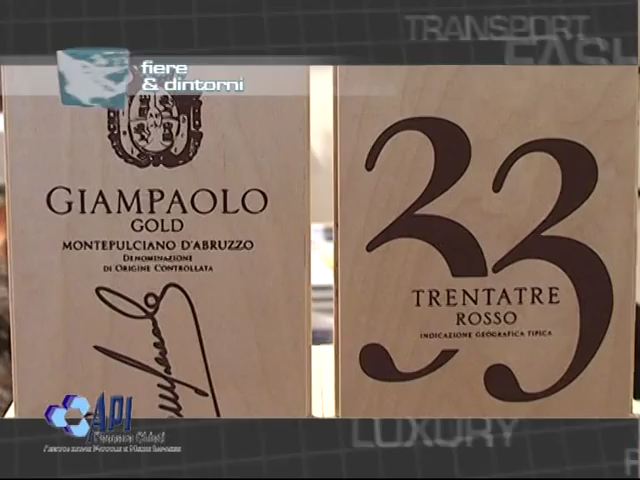 TRANSPORT
FASH
fiere
& dintorni
GIAMPAOLO
GOLD
MONTEPULCIANO D'ABRUZZO
DENOMINAZIONE
DI ORIGINE CONTROLLATA
33
TRENTATRE
ROSSO
INDICAZIONE GEOGRAFICA TIPICA
API
LUXURY